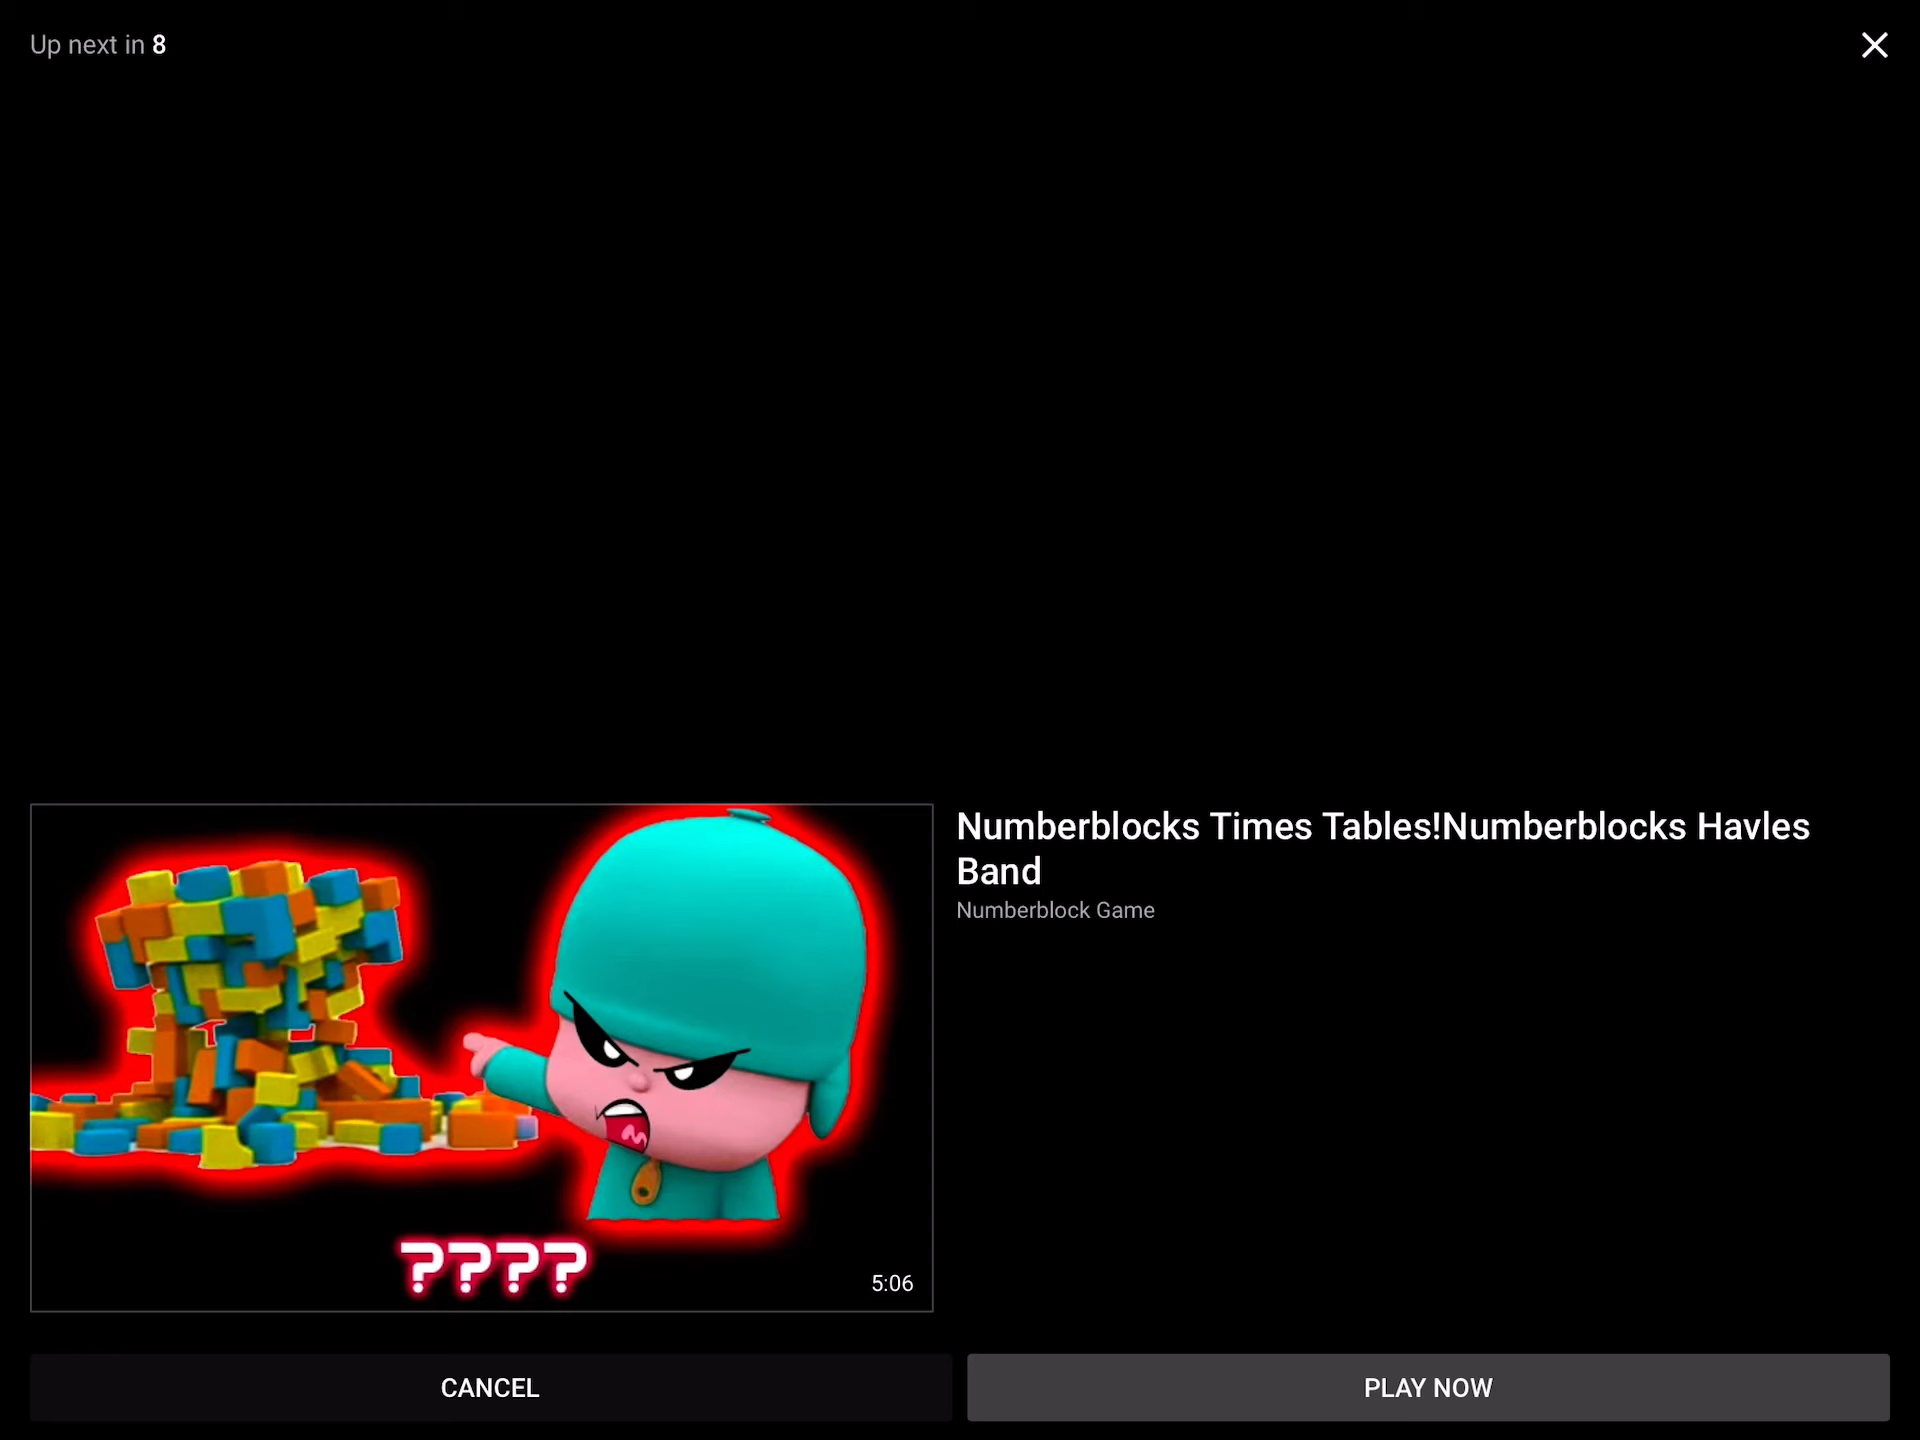 Up next in 8
Numberblocks Times Tables!Numberblocks Havles
Band
Numberblock Game
????
5:06
CANCEL
PLAY NOW